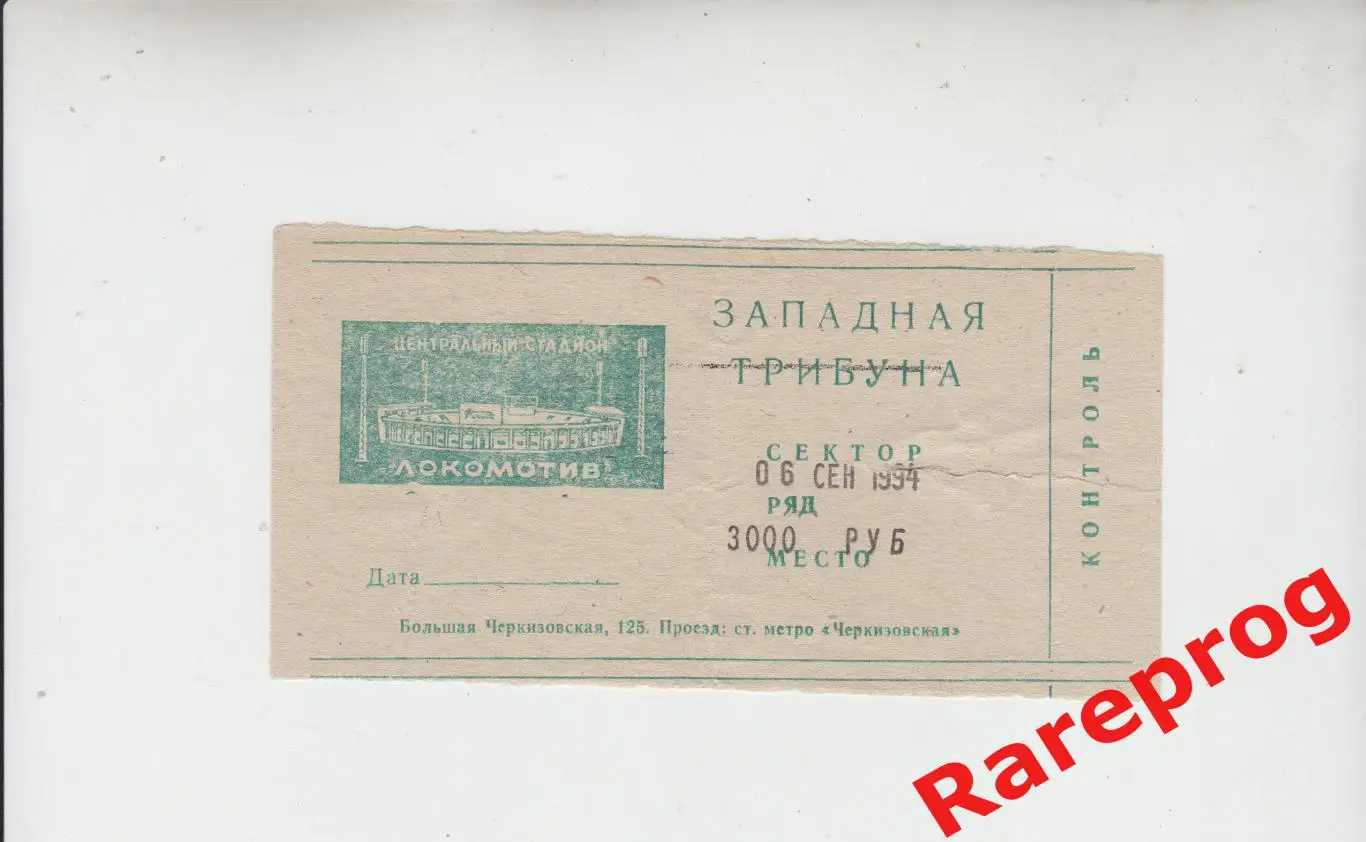 ЦЕНТРАЛЬНЫЙ СТАДИОН
"ЛОКОМОТИВ"
ЗАПАДНАЯ
ТРИБУНА
СЕКТОР
06 СЕН 1994
РЯД
3000 РУБ
МЕСТО
Дата
Большая Черкизовская, 125. Проезд: ст. метро «Черкизовская»
КОНТРОЛЬ
Rareprog